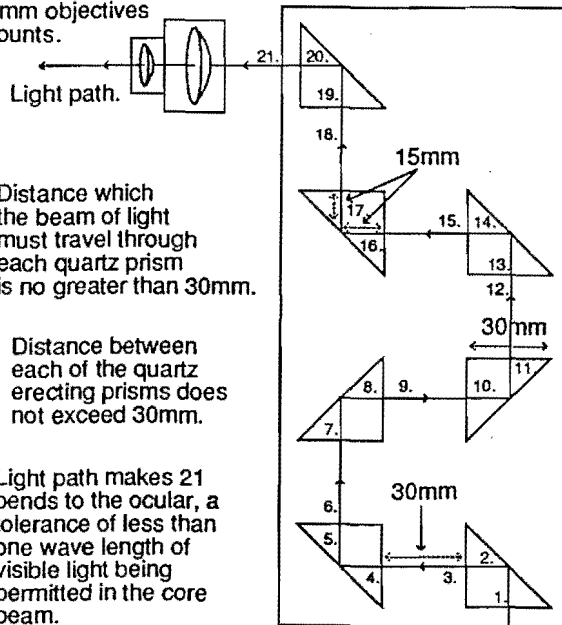 mm objectives
ounts.
Light path.
21.
20.
19.
18.
15mm
17.
16.
15.
14.
13.
12.
Distance which
the beam of light
must travel through
each quartz prism
is no greater than 30mm.
30mm
11.
10.
9.
8.
7.
Distance between
each of the quartz
erecting prisms does
not exceed 30mm.
6.
30mm
5.
4.
3.
2.
1.
Light path makes 21
bends to the ocular, a
tolerance of less than
one wave length of
visible light being
permitted in the core
beam.